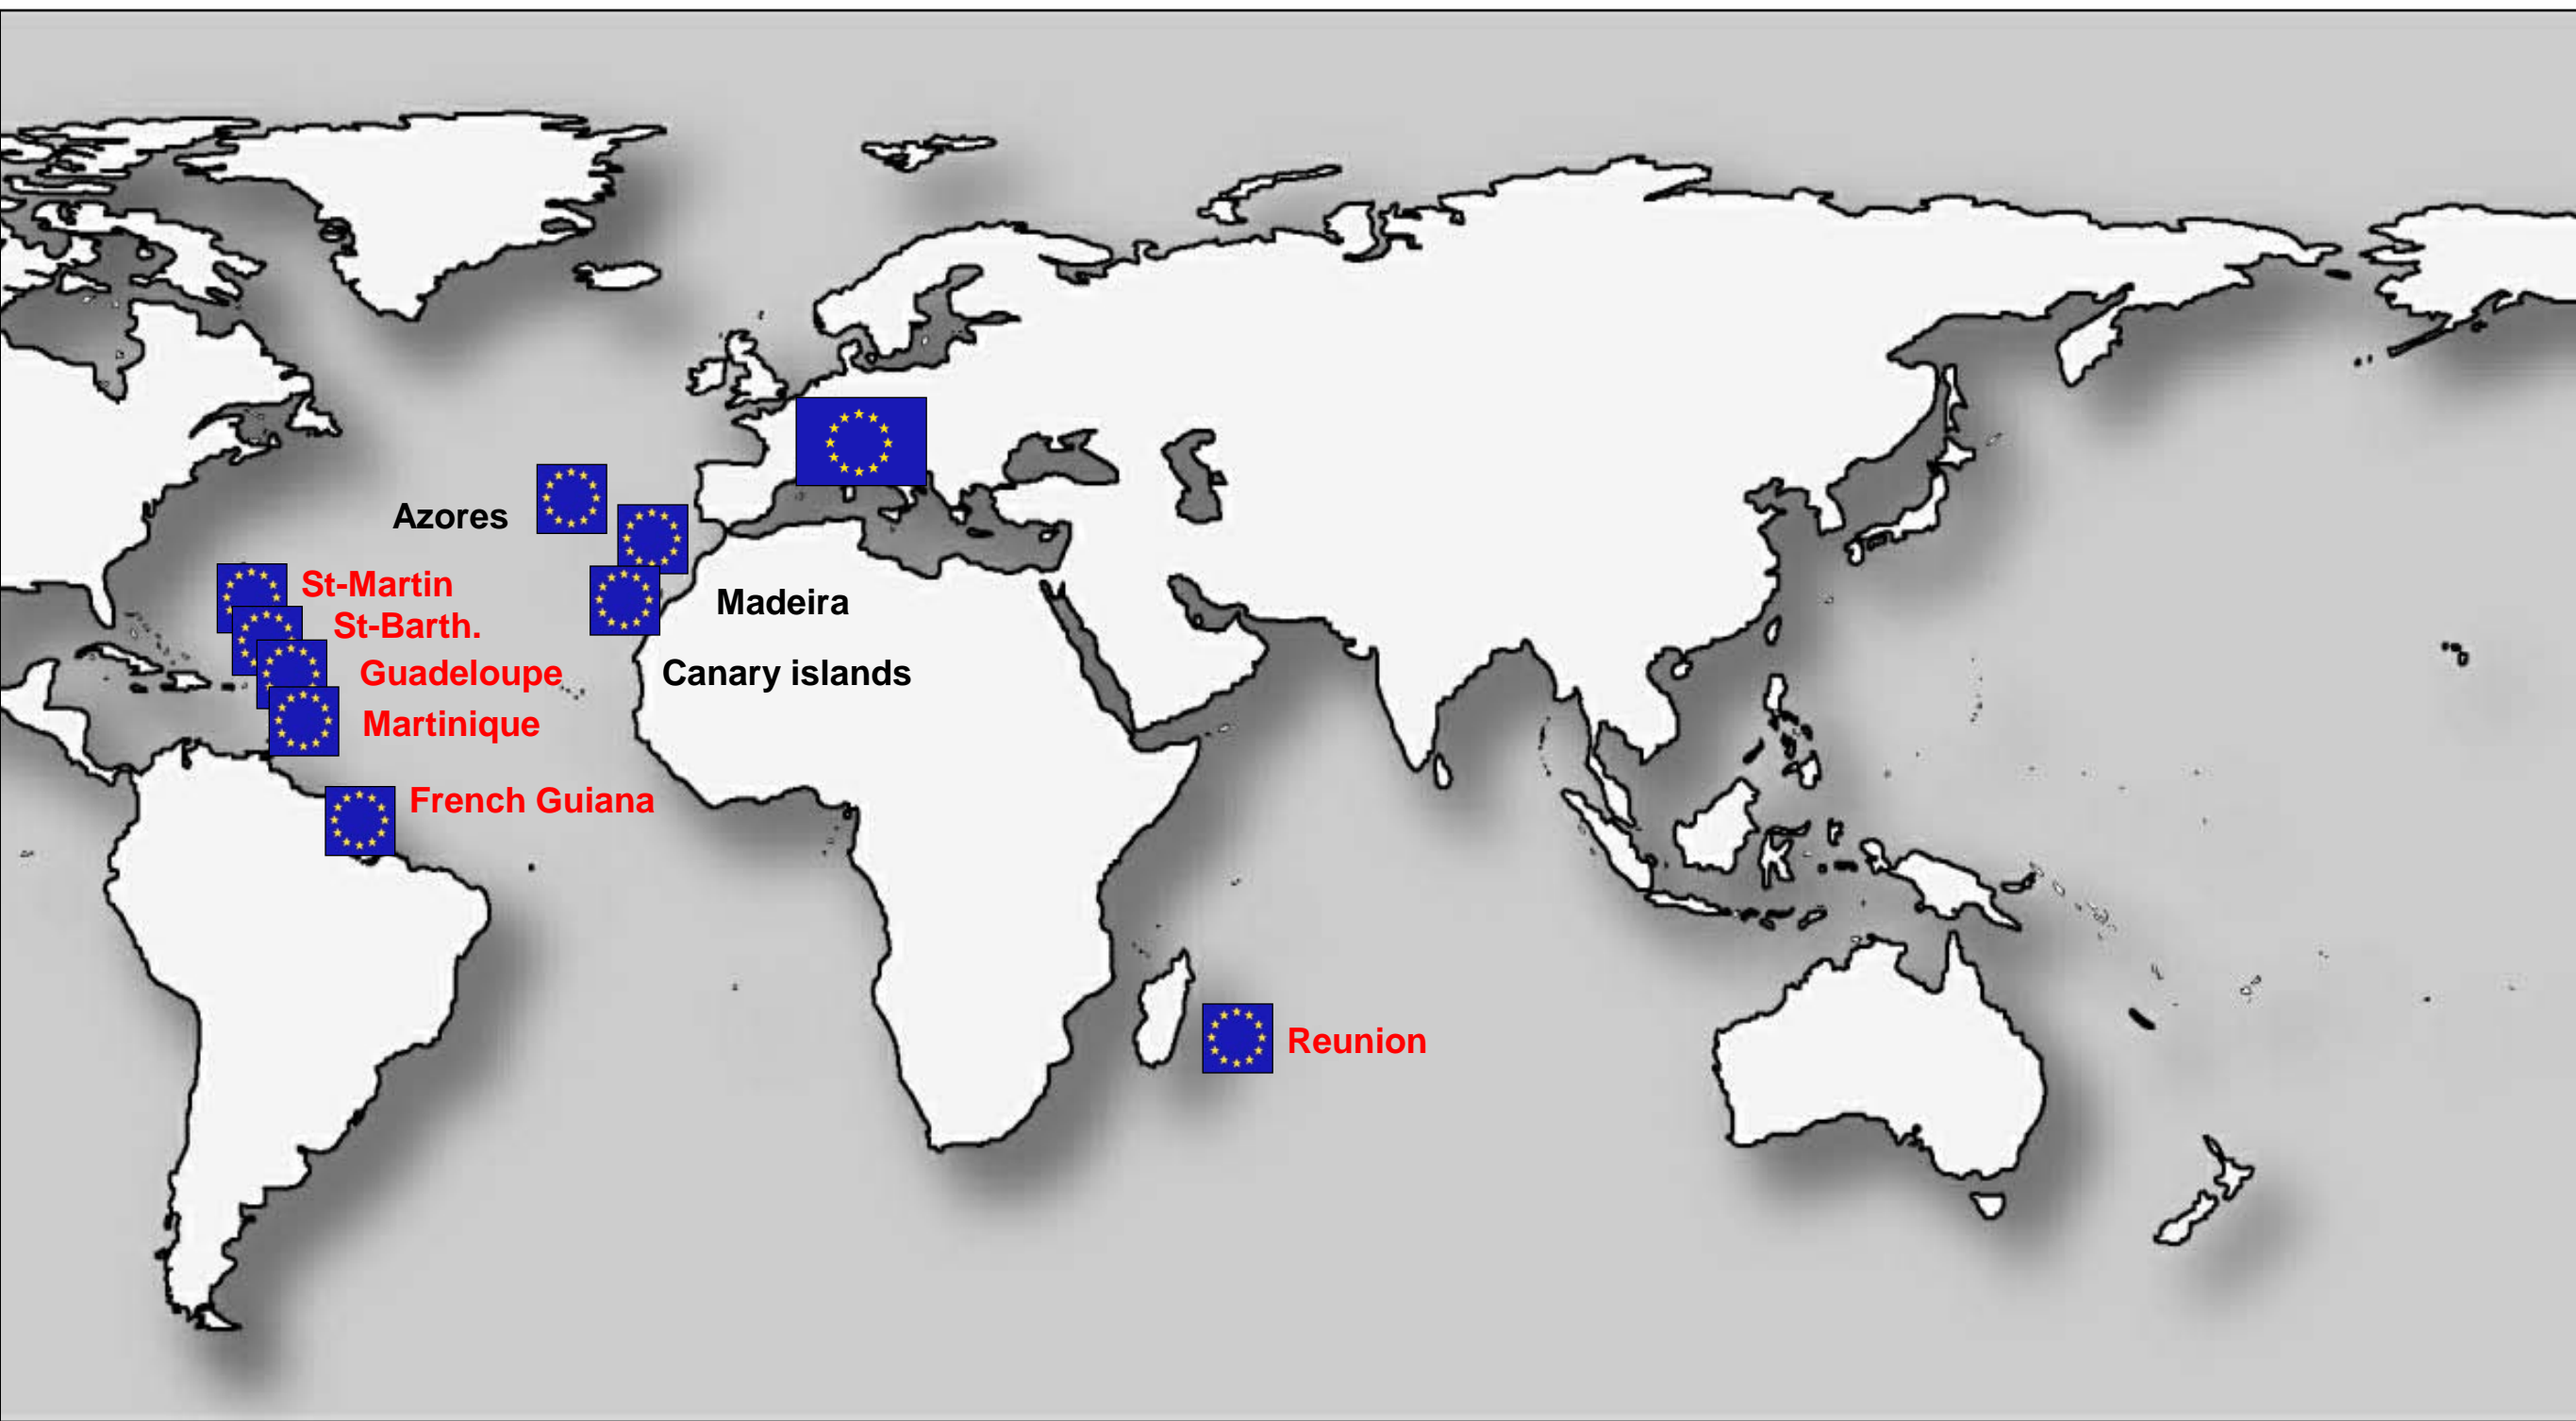 Azores
St-Martin
Madeira
St-Barth.
Guadeloupe
Canary islands
Martinique
French Guiana
Reunion